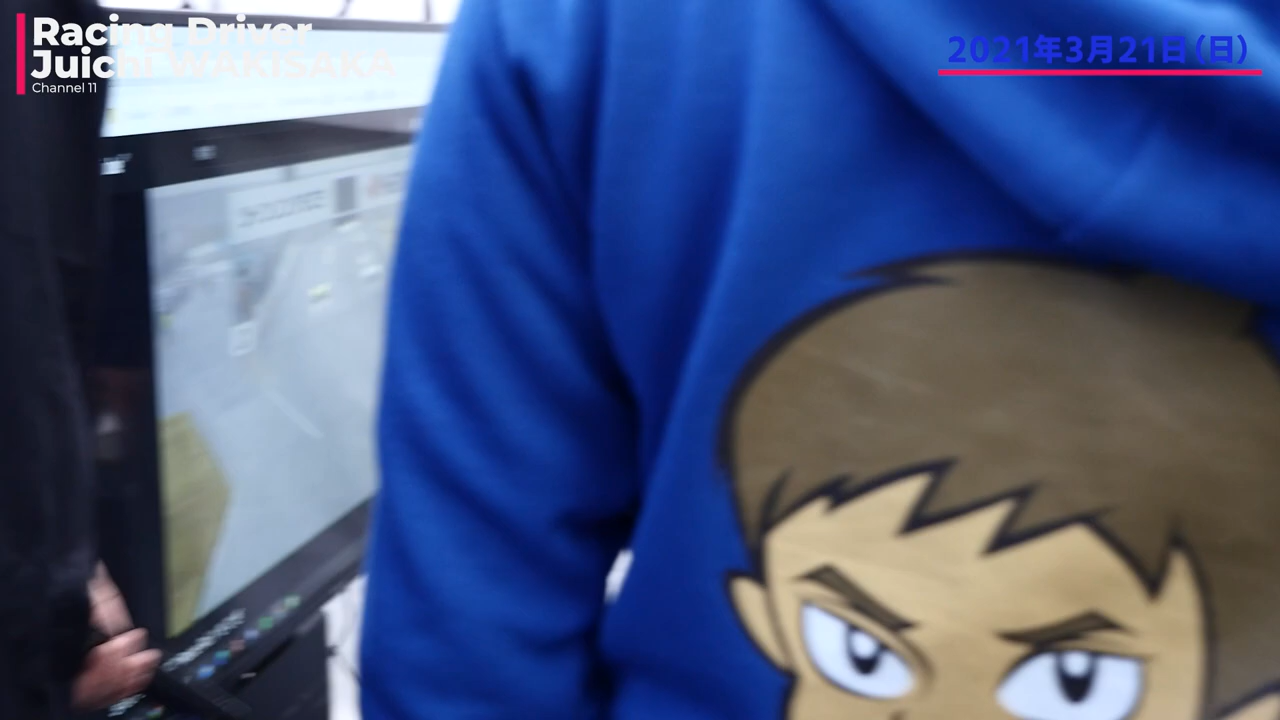 Racing Driver
Juichi WAKISAKA
Channel 11
2021年3月21日(日)